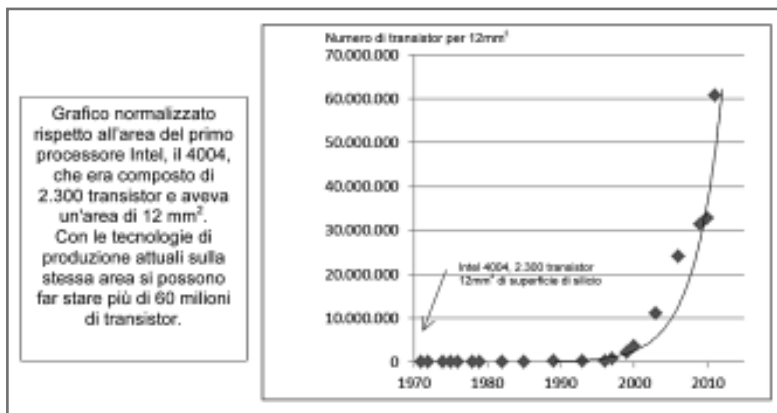 Grafico normalizzato
rispetto all'area del primo
processore Intel, il 4004,
che era composto di
2.300 transistor e aveva
un'area di 12 mm².
Con le tecnologie di
produzione attuali sulla
stessa area si possono
far stare più di 60 milioni
di transistor.
Numero di transistor per 12mm²
70.000.000
60.000.000
50.000.000
40.000.000
30.000.000
20.000.000
10.000.000
0
Intel 4004, 2.300 transistor
12mm² di superficie di silicio
1970 1980 1990 2000 2010